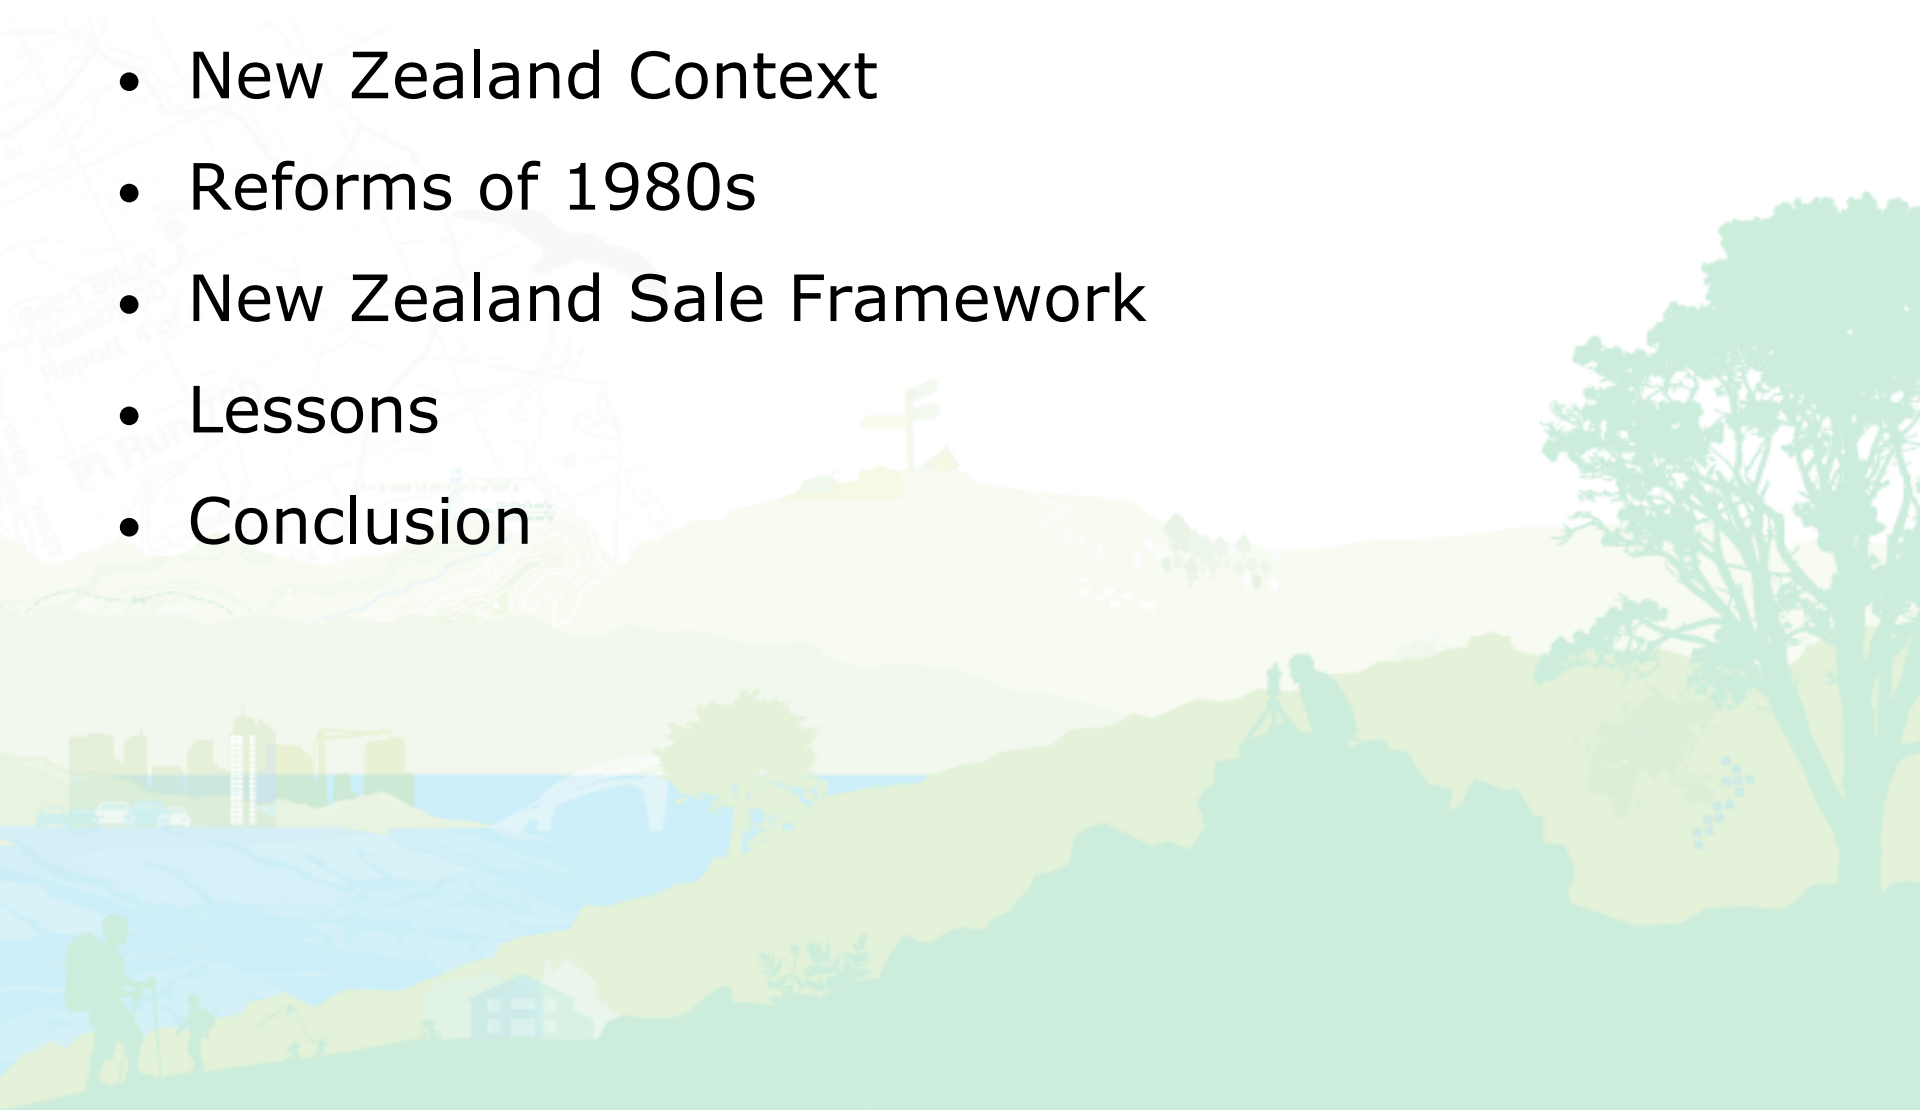 • New Zealand Context
• Reforms of 1980s
• New Zealand Sale Framework
• Lessons
• Conclusion